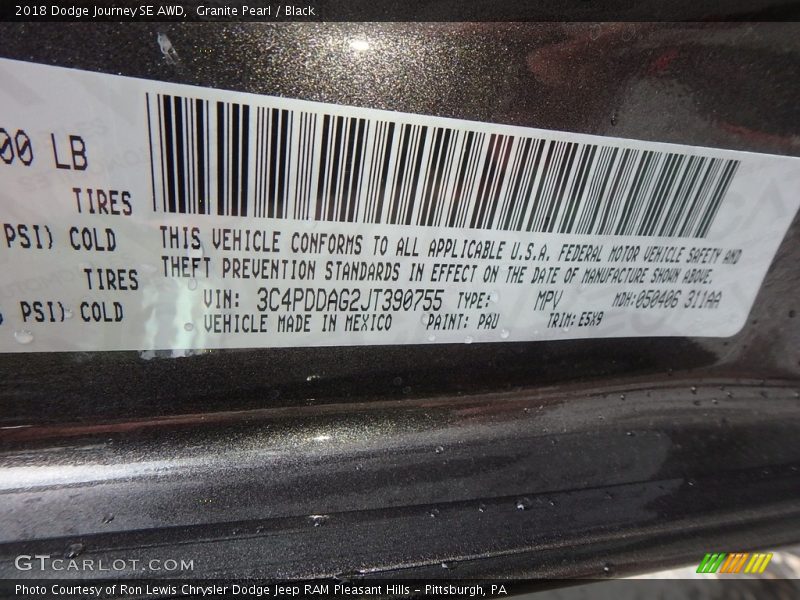 2018 Dodge Journey SE AWD,  Granite Pearl / Black
00 LB
TIRES
PSI) COLD
TIRES
PSI) COLD
THIS VEHICLE CONFORMS TO ALL APPLICABLE U.S.A. FEDERAL MOTOR VEHICLE SAFETY AND
THEFT PREVENTION STANDARDS IN EFFECT ON THE DATE OF MANUFACTURE SHOWN ABOVE.
VIN: 3C4PDDAG2JT390755 TYPE: MPV MDH:050406 311AA
VEHICLE MADE IN MEXICO PAINT: PAU TRIM: E5X9
GTCARLOT.COM
Photo Courtesy of Ron Lewis Chrysler Dodge Jeep RAM Pleasant Hills - Pittsburgh, PA